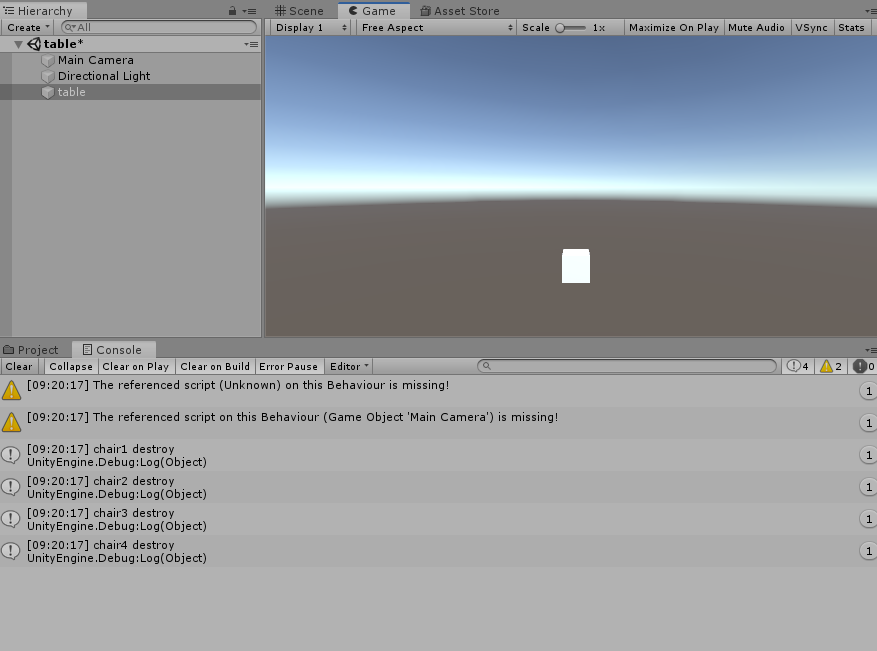 Hierarchy
Create
All
table*
Main Camera
Directional Light
table
Scene
Game
Asset Store
Display 1
Free Aspect
Scale
1x
Maximize On Play
Mute Audio
VSync
Stats
Project
Console
Clear
Collapse
Clear on Play
Clear on Build
Error Pause
Editor
4
2
0
[09:20:17] The referenced script (Unknown) on this Behaviour is missing!
1
[09:20:17] The referenced script on this Behaviour (Game Object 'Main Camera') is missing!
1
[09:20:17] chair1 destroy
UnityEngine.Debug:Log(Object)
1
[09:20:17] chair2 destroy
UnityEngine.Debug:Log(Object)
1
[09:20:17] chair3 destroy
UnityEngine.Debug:Log(Object)
1
[09:20:17] chair4 destroy
UnityEngine.Debug:Log(Object)
1